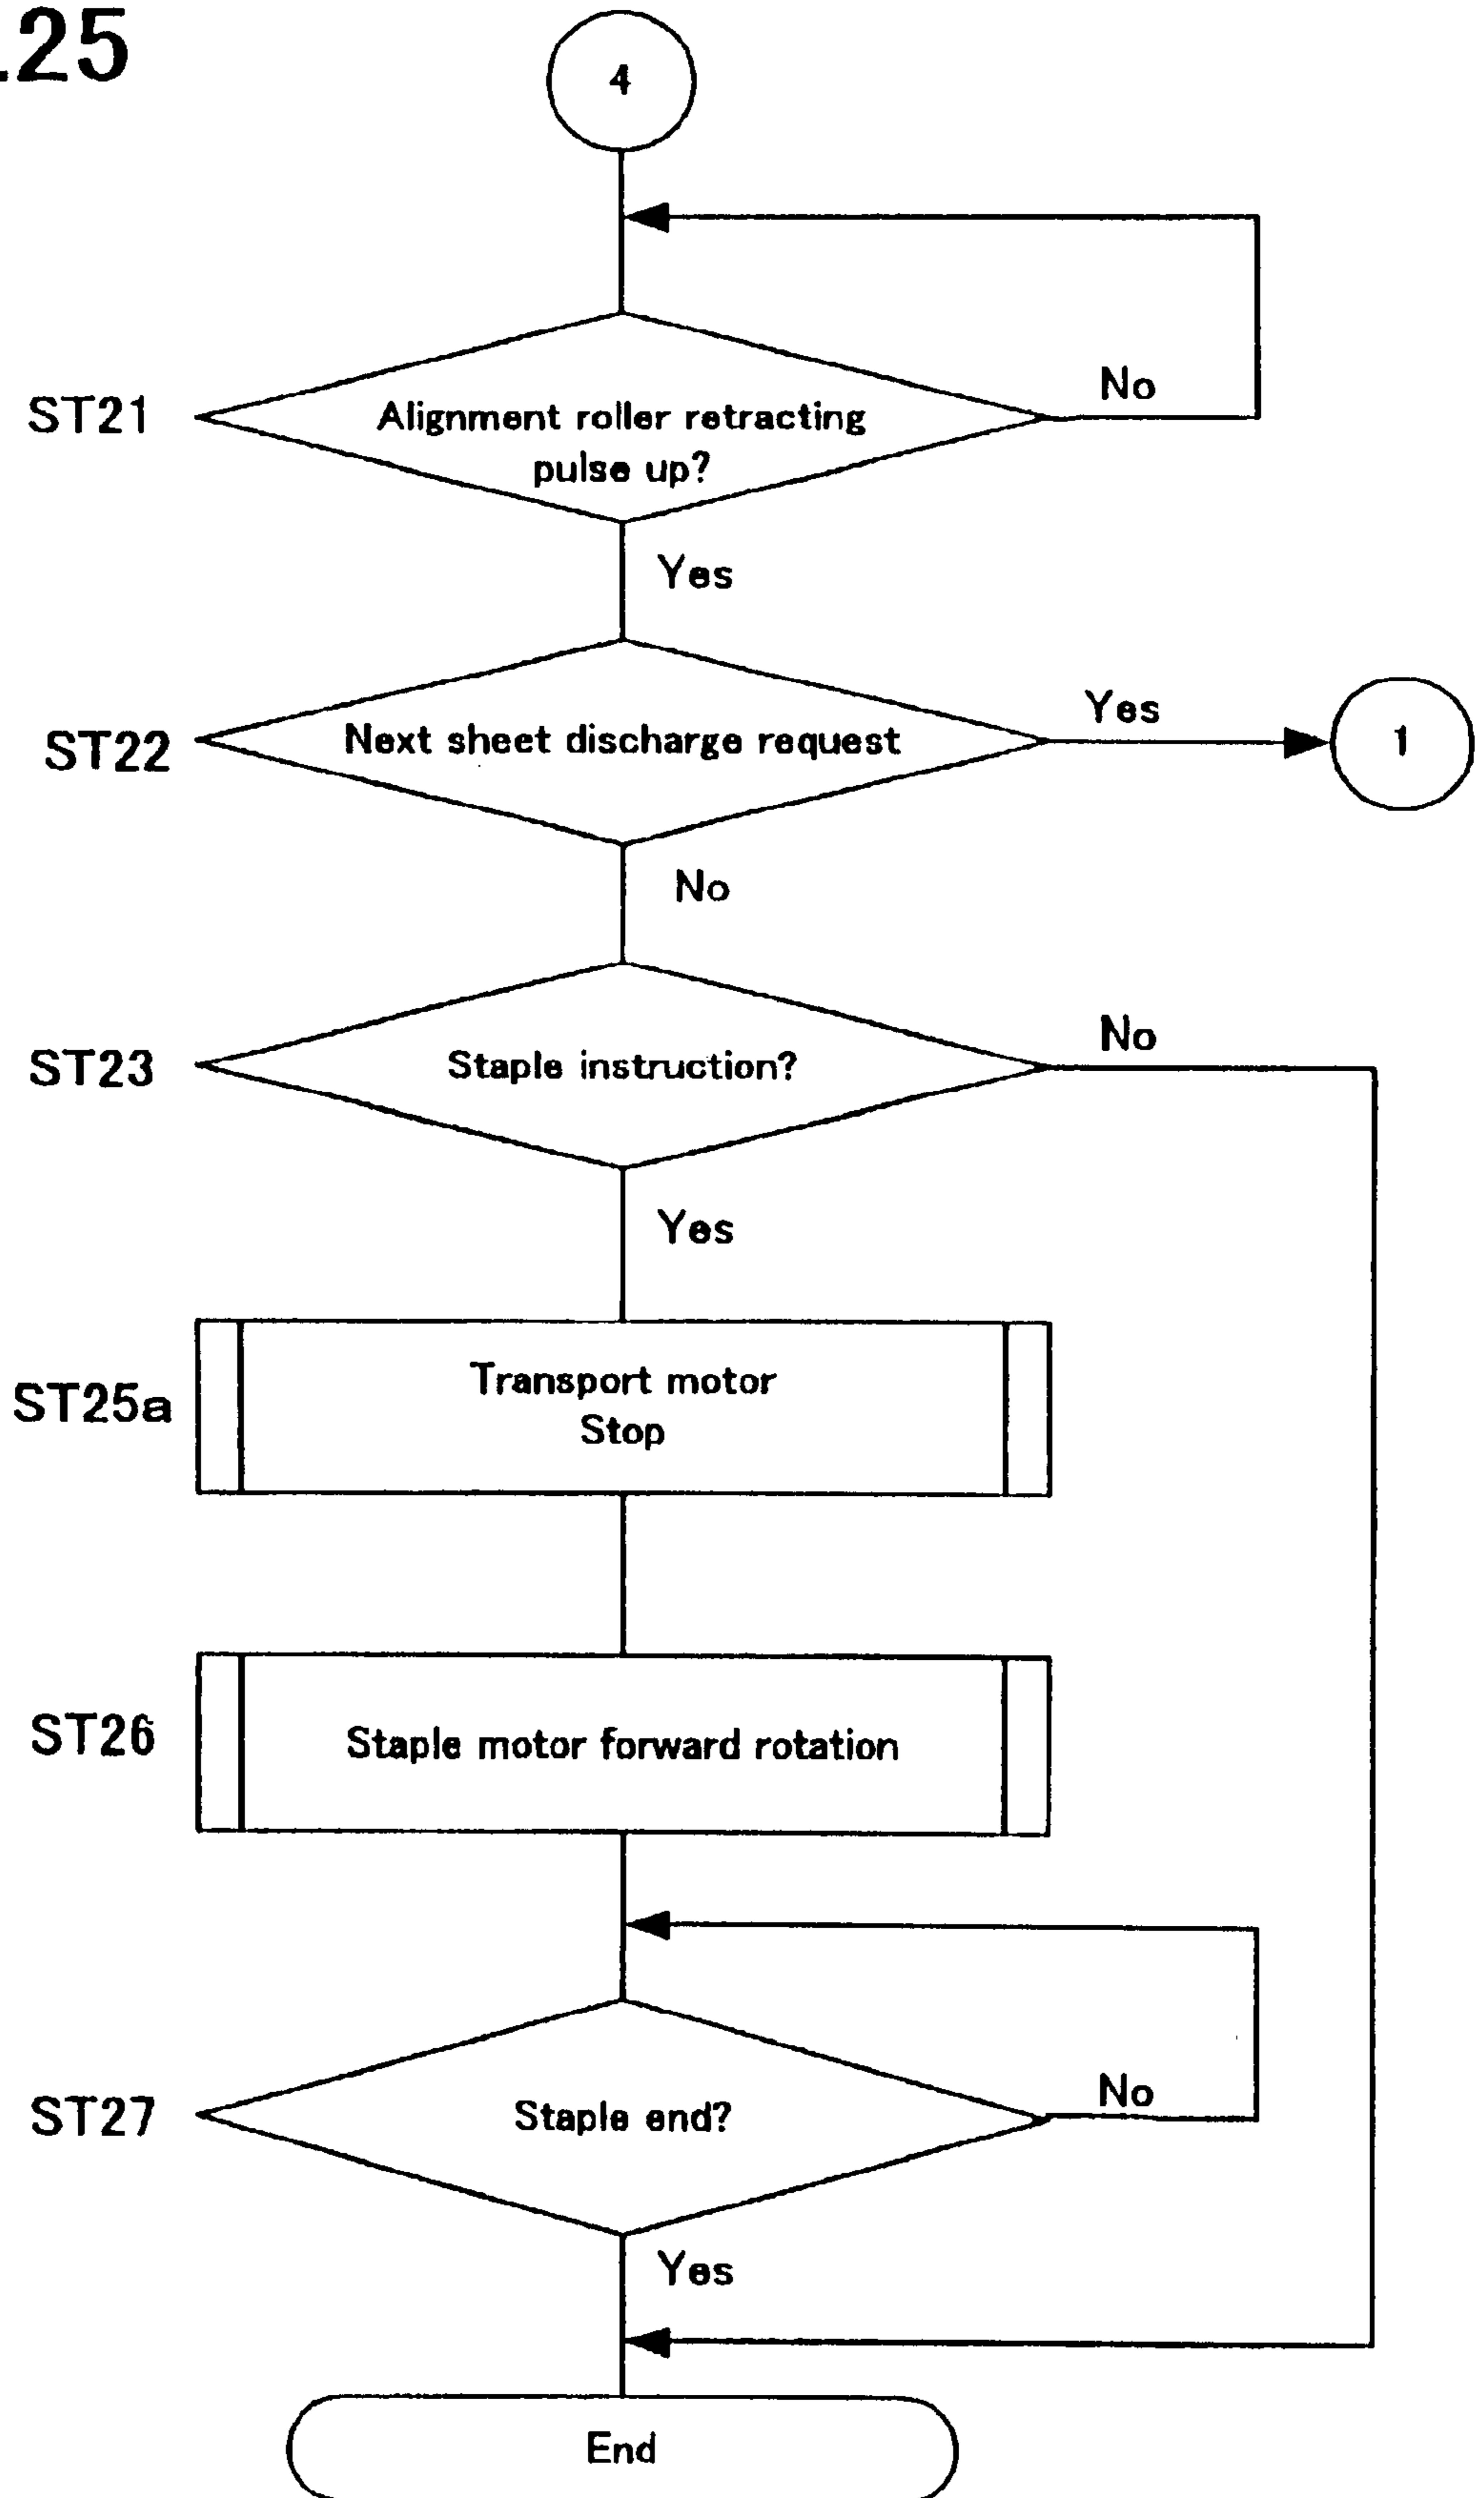 .25
4
No
ST21
Alignment roller retracting
pulse up?
Yes
Yes
ST22
Next sheet discharge request
1
No
No
ST23
Staple instruction?
Yes
ST25a
Transport motor
Stop
ST26
Staple motor forward rotation
No
ST27
Staple end?
Yes
End